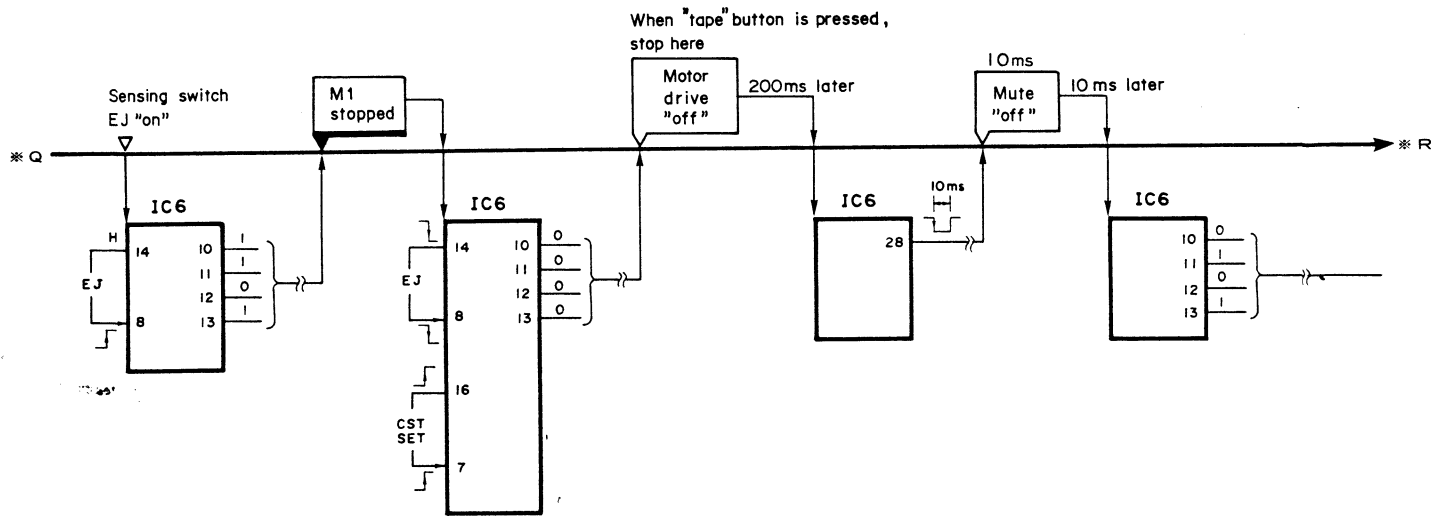 When "tape" button is pressed,
stop here
Sensing switch
EJ "on"
M1
stopped
Motor
drive
"off"
200ms later
10ms
Mute
"off"
10ms later
※ Q
※ R
IC6
H
14
EJ
8
10 1
11 1
12 0
13 1
IC6
14
EJ
8
16
CST
SET
7
10 0
11 0
12 0
13 0
IC6
28
10ms
IC6
10 0
11 1
12 0
13 1